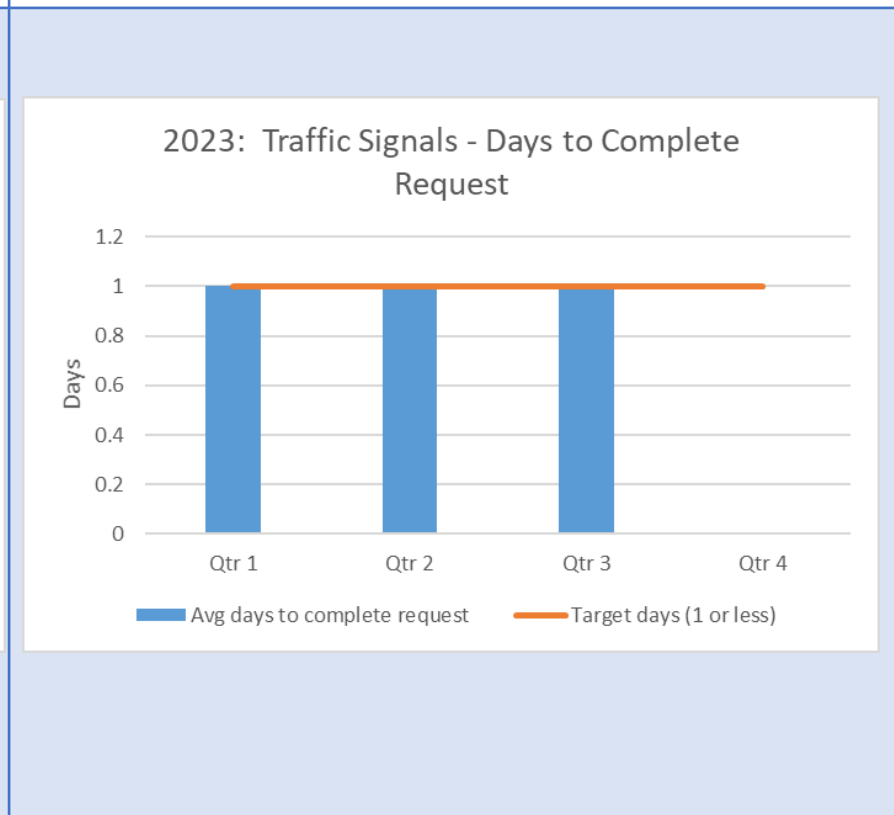 2023:  Traffic Signals - Days to Complete
Request
1.2
1
0.8
0.6
0.4
0.2
0
Days
Qtr 1 Qtr 2 Qtr 3 Qtr 4
Avg days to complete request Target days (1 or less)